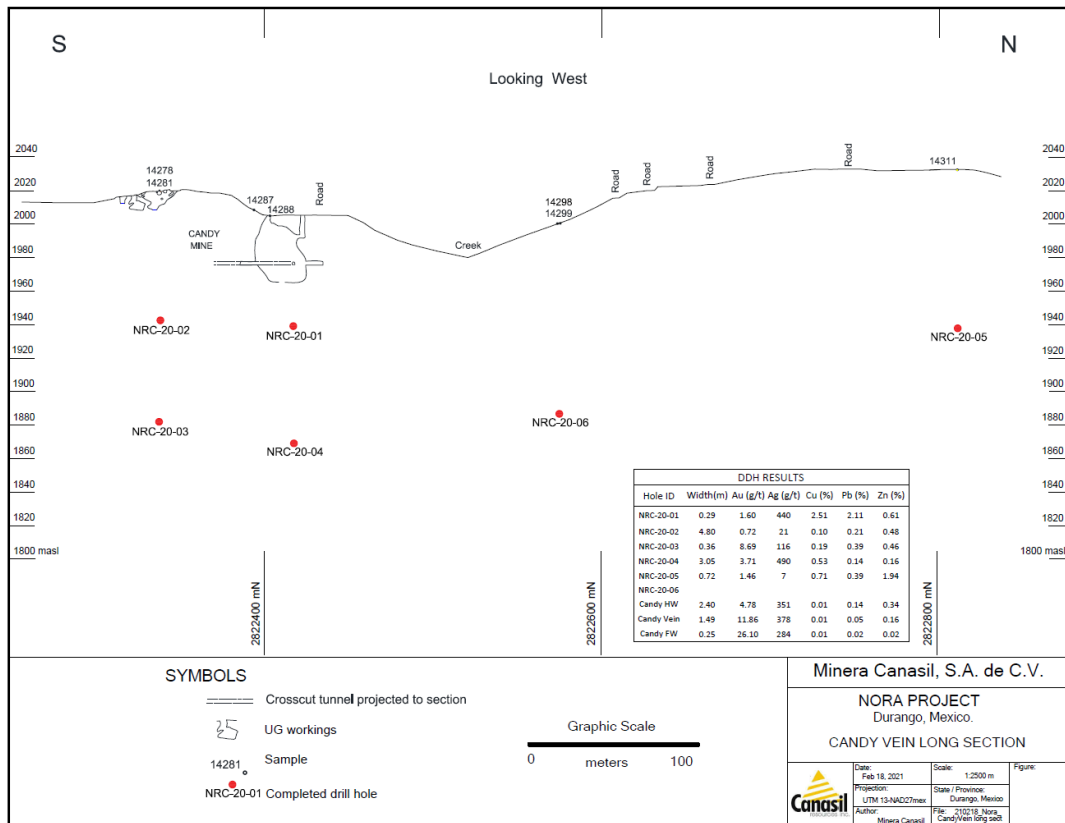 S
N
Looking West
2040
2020
2000
1980
1960
1940
1920
1900
1880
1860
1840
1820
1800 masl
2040
2020
2000
1980
1960
1940
1920
1900
1880
1860
1840
1820
1800 masl
14278
14281
14287
14288
Road
CANDY
MINE
Creek
14298
14299
Road
Road
Road
Road
14311
NRC-20-02
NRC-20-01
NRC-20-05
NRC-20-03
NRC-20-04
NRC-20-06
2822400 mN
2822600 mN
2822800 mN
DDH RESULTS
Hole ID Width(m) Au (g/t) Ag (g/t) Cu (%) Pb (%) Zn (%)
NRC-20-01 0.29 1.60 440 2.51 2.11 0.61
NRC-20-02 4.80 0.72 21 0.10 0.21 0.48
NRC-20-03 0.36 8.69 116 0.19 0.39 0.46
NRC-20-04 3.05 3.71 490 0.53 0.14 0.16
NRC-20-05 0.72 1.46 7 0.71 0.39 1.94
NRC-20-06
Candy HW 2.40 4.78 351 0.01 0.14 0.34
Candy Vein 1.49 11.86 378 0.01 0.05 0.16
Candy FW 0.25 26.10 284 0.01 0.02 0.02
SYMBOLS
Crosscut tunnel projected to section
UG workings
14281 Sample
NRC-20-01 Completed drill hole
Graphic Scale
0 meters 100
Minera Canasil, S.A. de C.V.
NORA PROJECT
Durango, Mexico.
CANDY VEIN LONG SECTION
Canasil
resources inc.
Date:
Feb 18, 2021
Scale:
1:2500 m
Figure:
Projection:
UTM 13-NAD27mex
State / Province:
Durango, Mexico
Author:
Minera Canasil
File: 210218_Nora_
CandyVein long sect